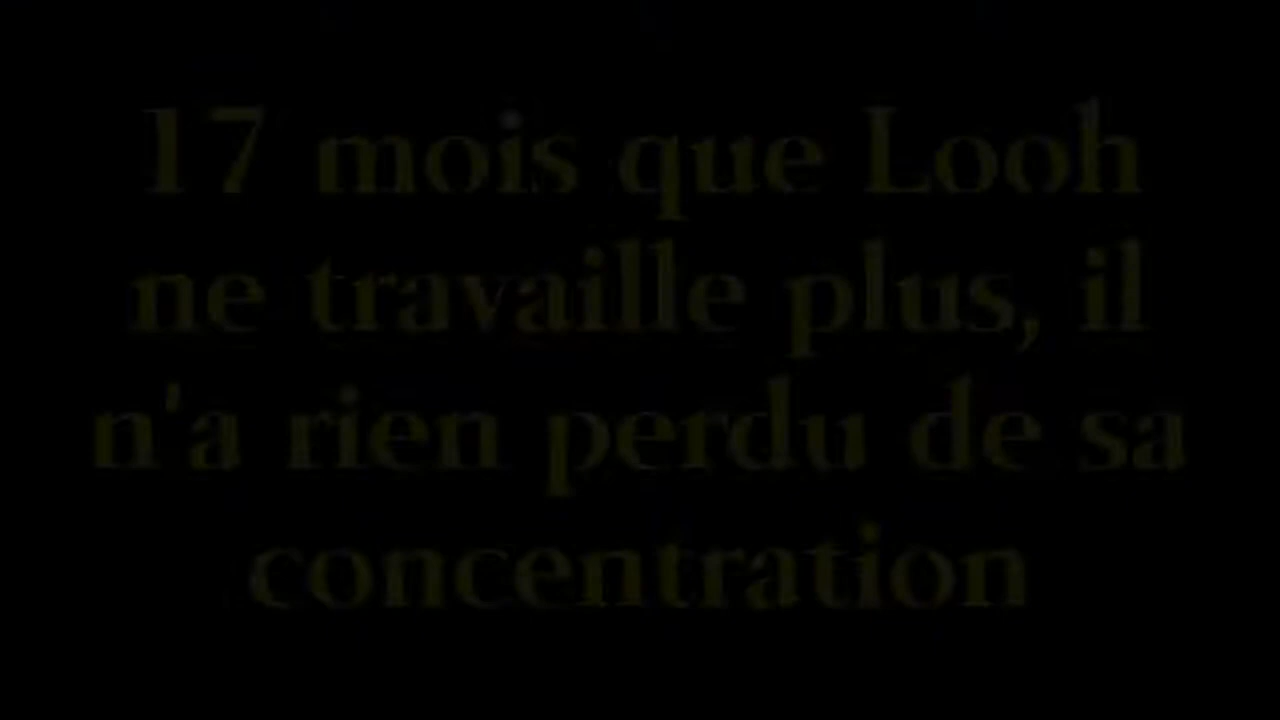 17 mois que Looh
ne travaille plus, il
n'a rien perdu de sa
concentration